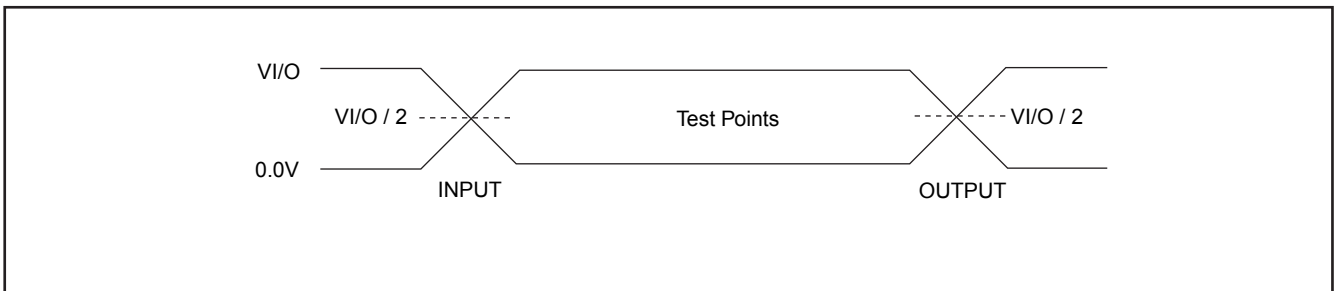 VI/O
VI/O / 2
Test Points
VI/O / 2
0.0V
INPUT
OUTPUT